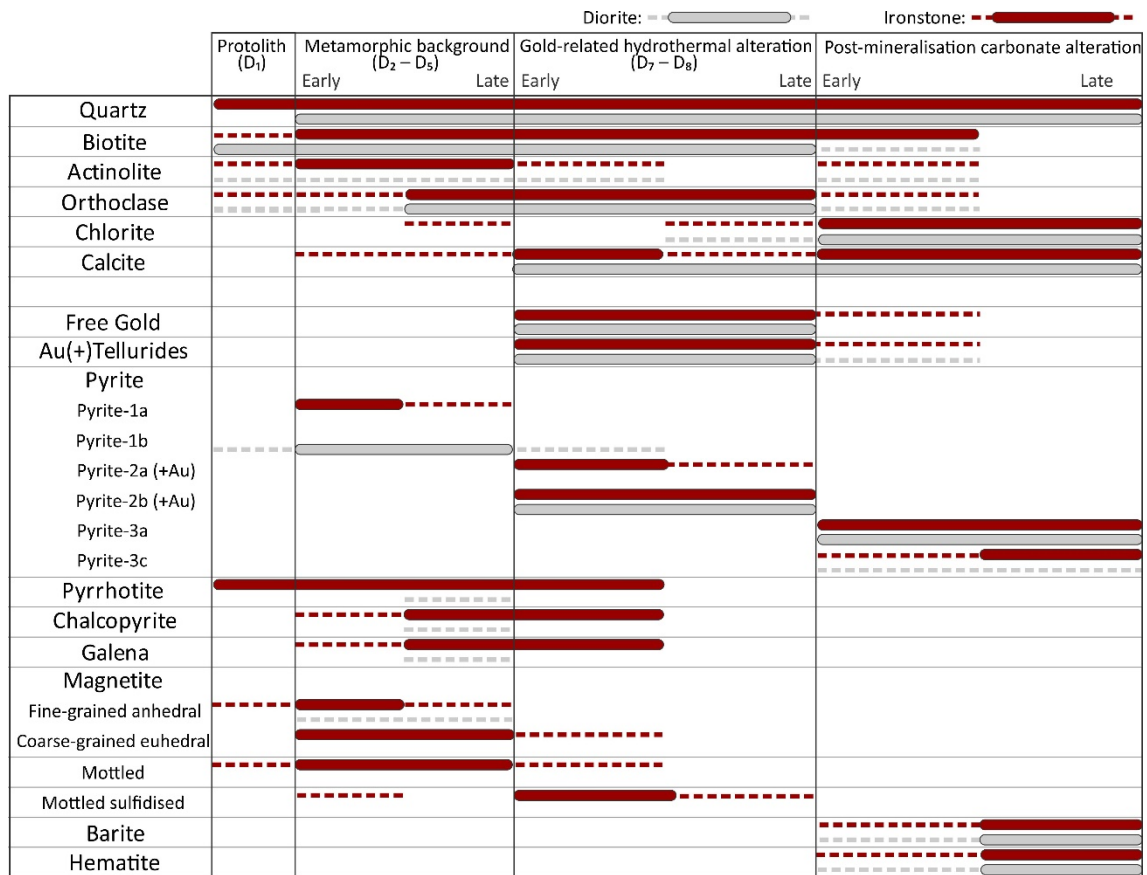 Diorite: Ironstone:
Protolith Metamorphic background Gold-related hydrothermal alteration Post-mineralisation carbonate alteration
(D₁) (D₂ – D₅) (D₇ – D₈)
Early Late Early Late Early Late
Quartz
Biotite
Actinolite
Orthoclase
Chlorite
Calcite
Free Gold
Au(+)Tellurides
Pyrite
Pyrite-1a
Pyrite-1b
Pyrite-2a (+Au)
Pyrite-2b (+Au)
Pyrite-3a
Pyrite-3c
Pyrrhotite
Chalcopyrite
Galena
Magnetite
Fine-grained anhedral
Coarse-grained euhedral
Mottled
Mottled sulfidised
Barite
Hematite